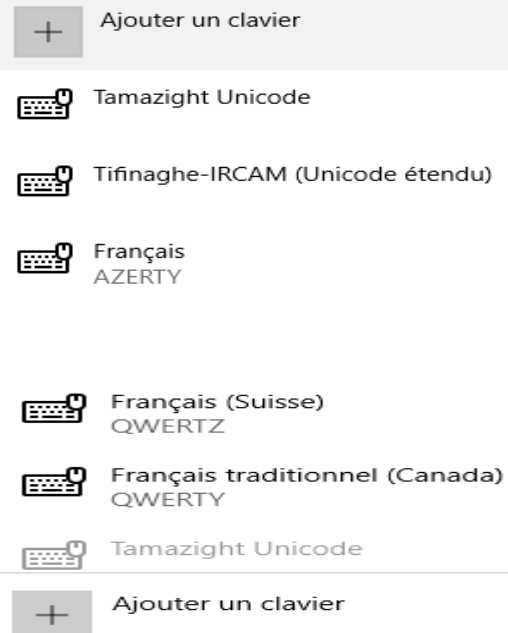 Ajouter un clavier
Tamazight Unicode
Tifinaghe-IRCAM (Unicode étendu)
Français
AZERTY
Français (Suisse)
QWERTZ
Français traditionnel (Canada)
QWERTY
Tamazight Unicode
Ajouter un clavier